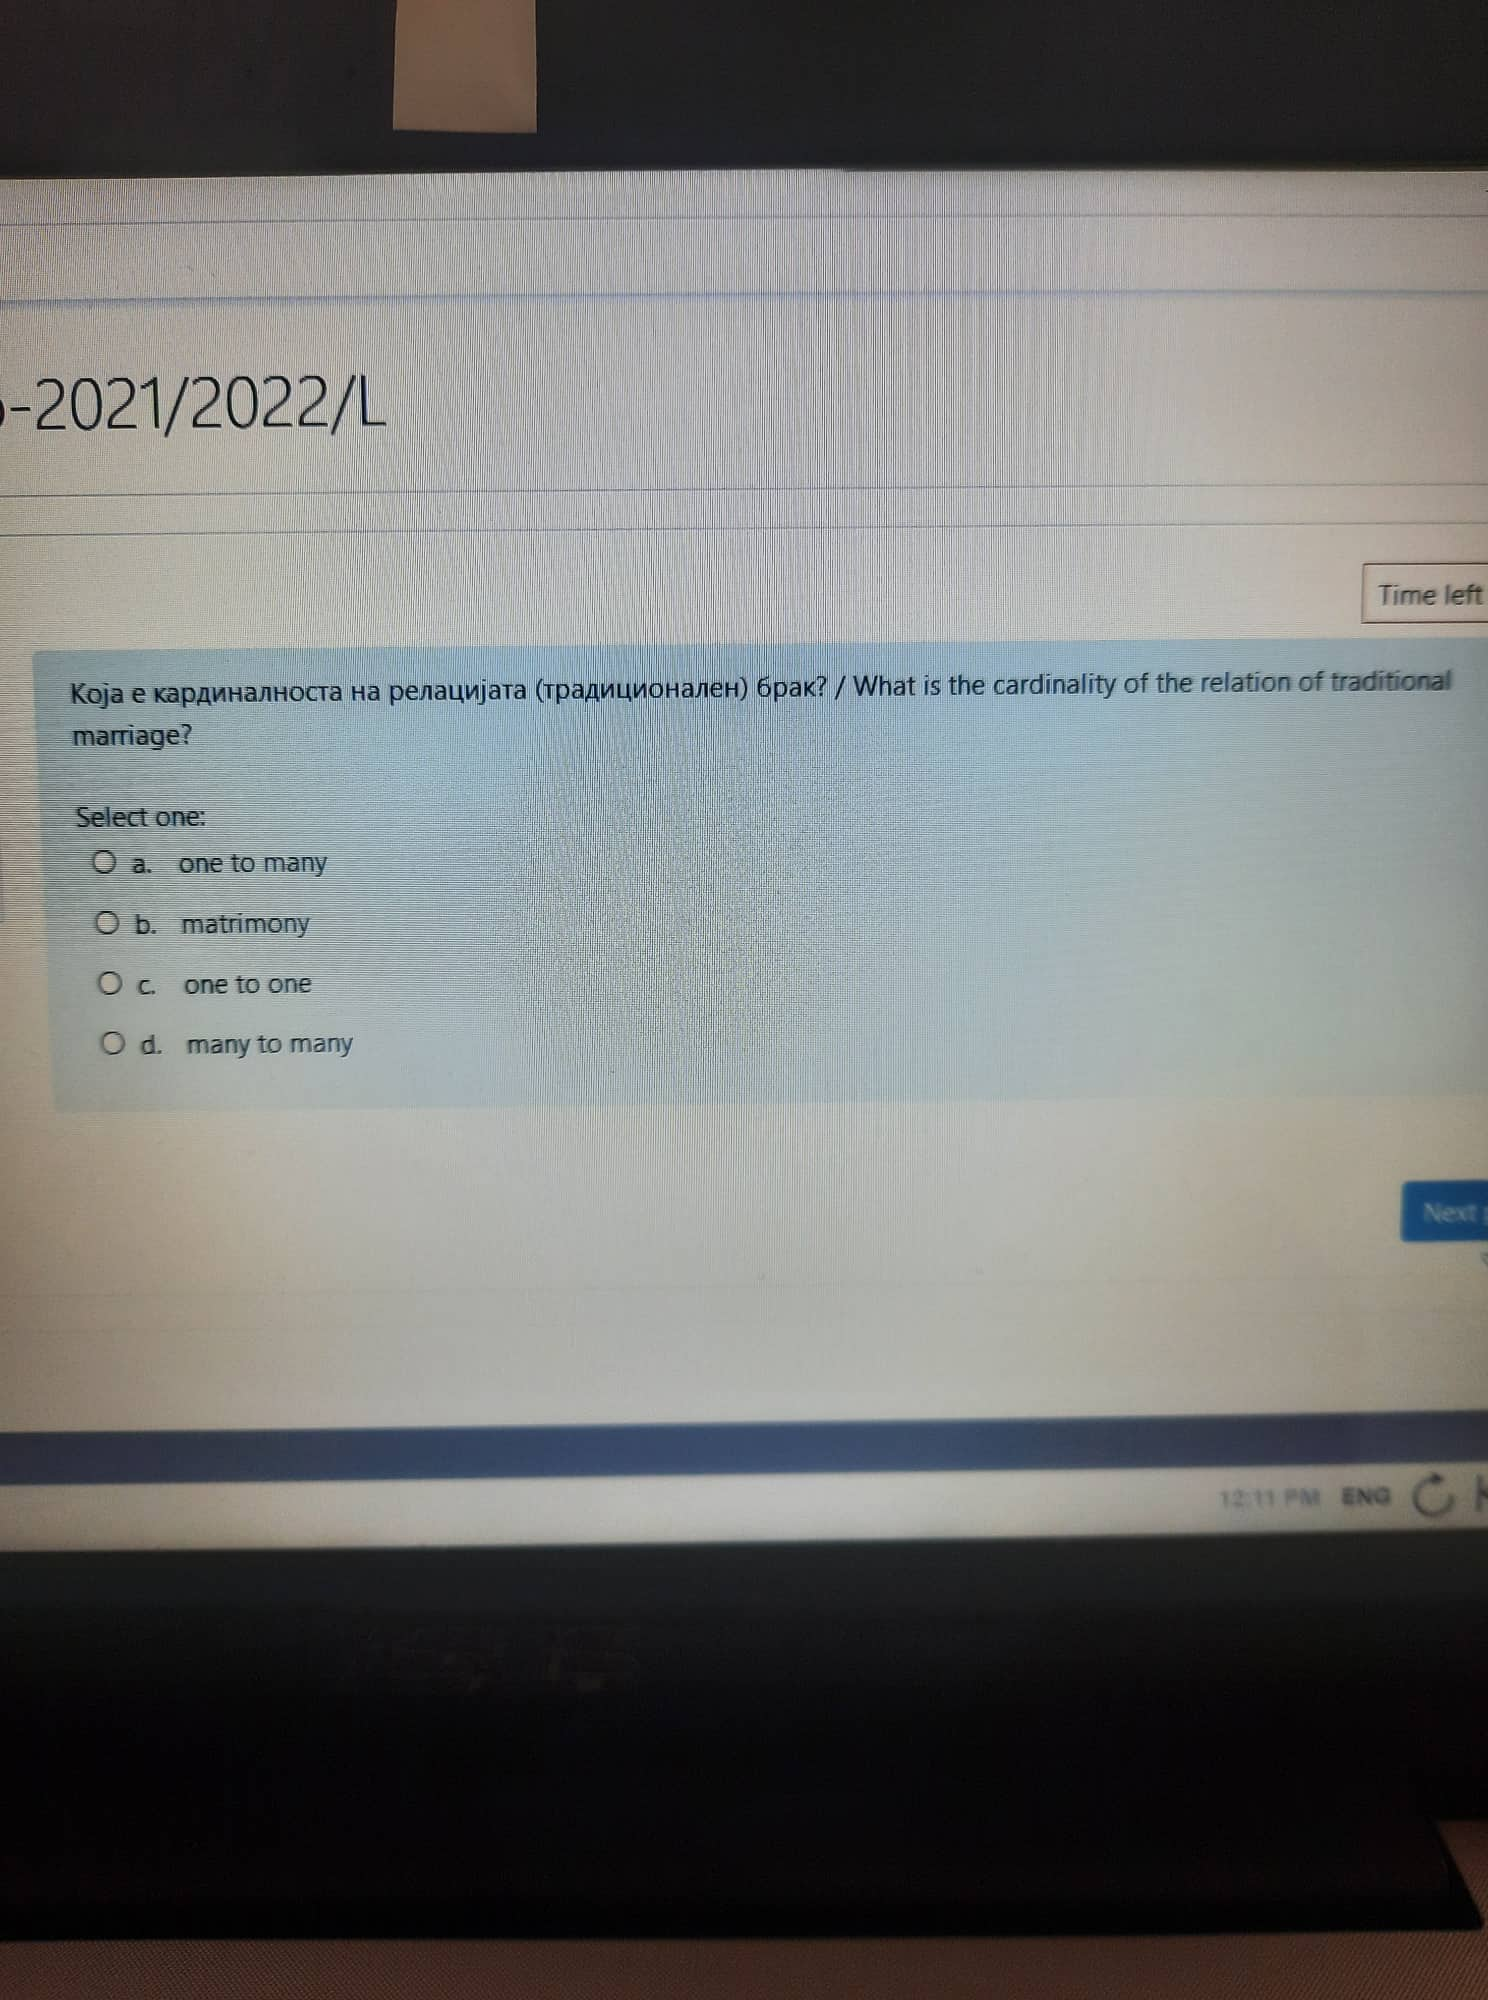 -2021/2022/L
Time left
Која е кардиналноста на релацијата (традиционален) брак? / What is the cardinality of the relation of traditional
marriage?
Select one:
a. one to many
b. matrimony
c. one to one
d. many to many
Next
12:11 PM ENG